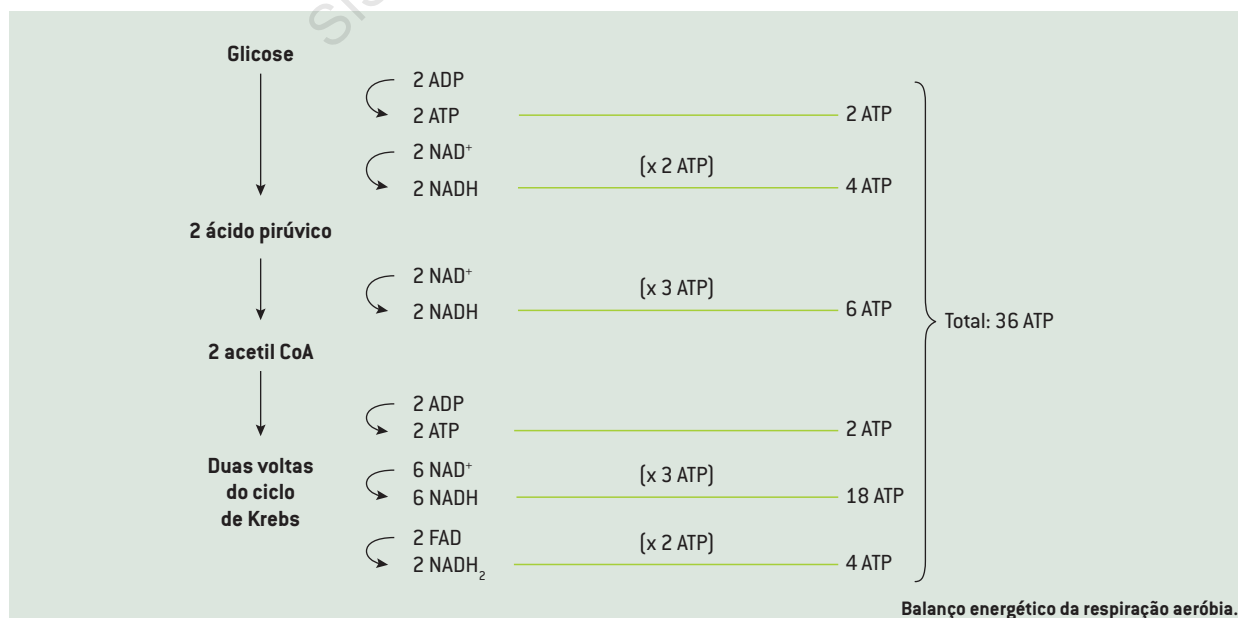 Sis
Glicose
2 ADP
2 ATP 2 ATP
2 NAD⁺
(x 2 ATP)
2 NADH 4 ATP
2 ácido pirúvico
2 NAD⁺
(x 3 ATP)
2 NADH 6 ATP
Total: 36 ATP
2 acetil CoA
2 ADP
2 ATP 2 ATP
Duas voltas
do ciclo
de Krebs
6 NAD⁺
(x 3 ATP)
6 NADH 18 ATP
2 FAD
(x 2 ATP)
2 NADH₂ 4 ATP
Balanço energético da respiração aeróbia.